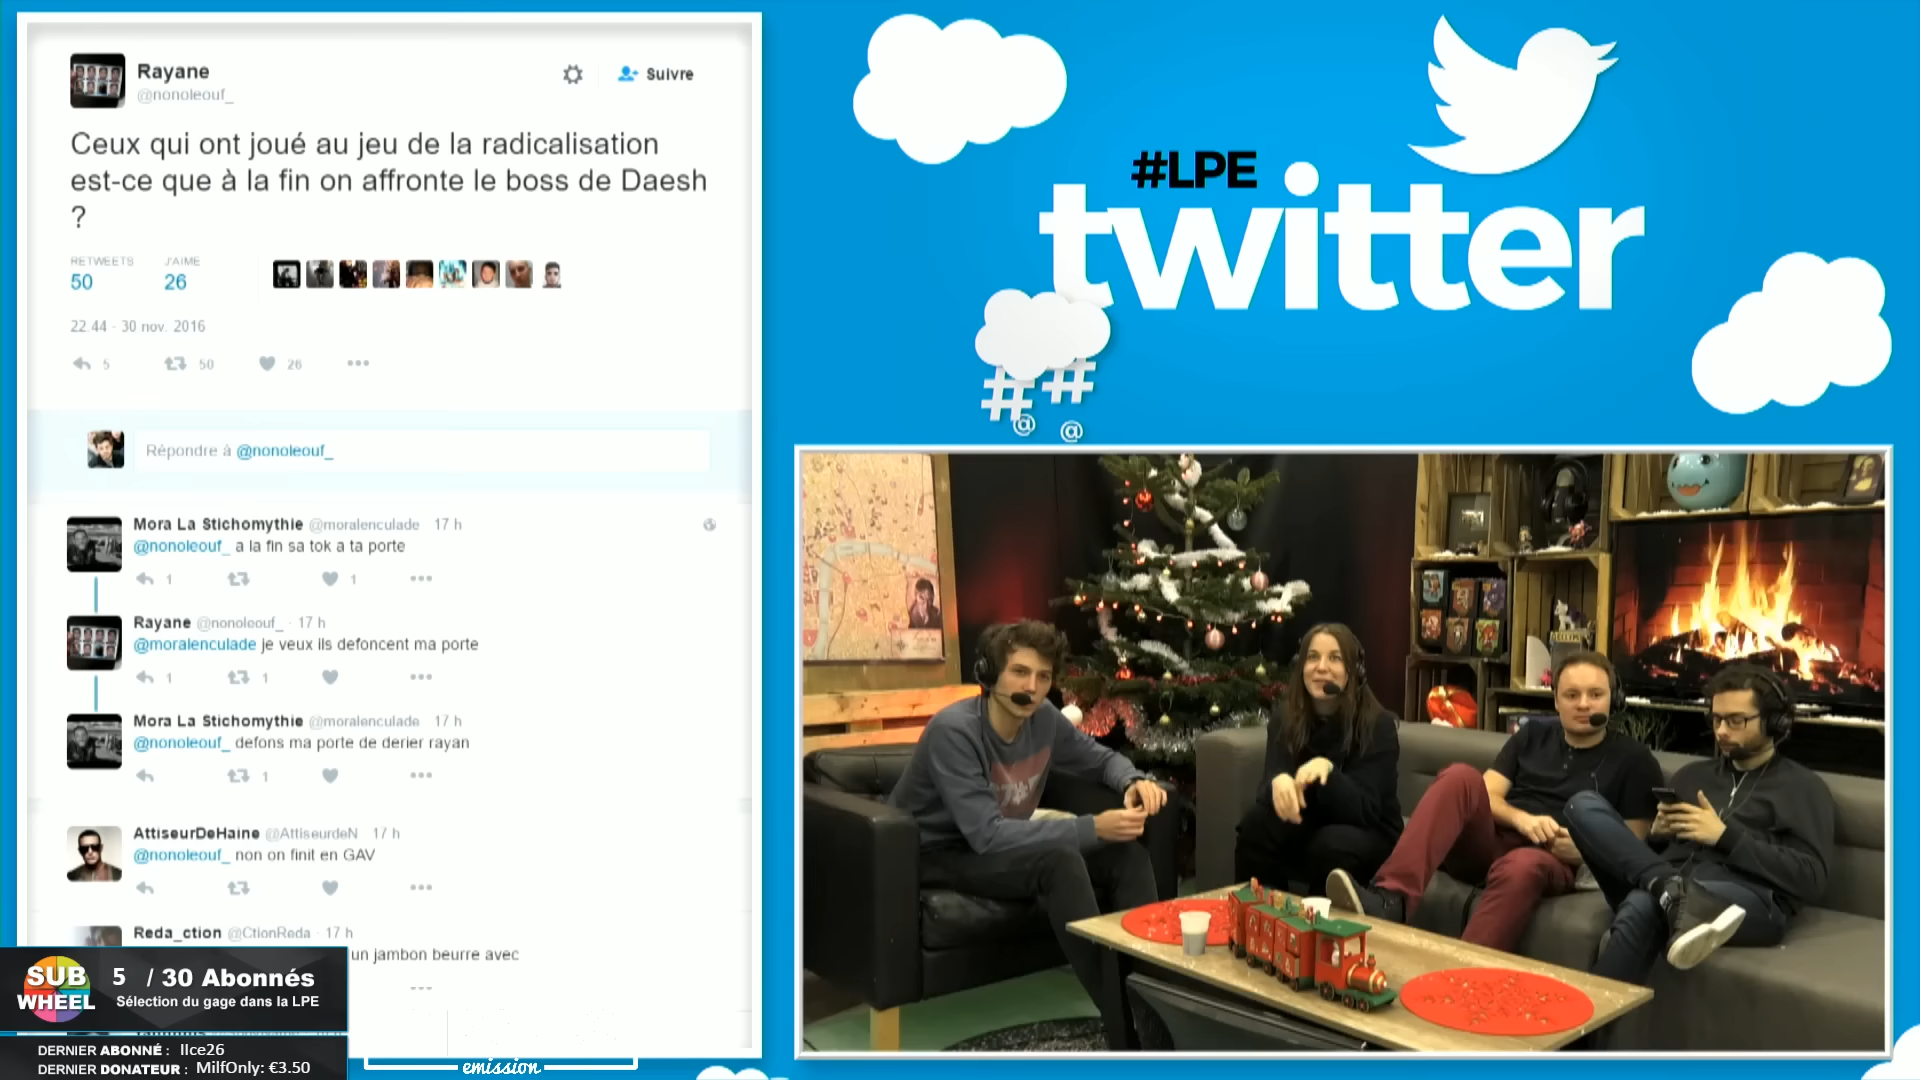 Rayane
@nonoleouf_
Suivre
Ceux qui ont joué au jeu de la radicalisation
est-ce que à la fin on affronte le boss de Daesh
?
RETWEETS
J'AIME
50
26
22:44 - 30 nov. 2016
5
50
26
Répondre à @nonoleouf_
Mora La Stichomythie @moralenculade 17 h
@nonoleouf_ a la fin sa tok a ta porte
1
1
Rayane @nonoleouf_ · 17 h
@moralenculade je veux ils defoncent ma porte
1
1
Mora La Stichomythie @moralenculade 17 h
@nonoleouf_ defons ma porte de derier rayan
1
AttiseurDeHaine @AttiseurdeN 17 h
@nonoleouf_ non on finit en GAV
Reda_ction @CtionReda · 17 h
un jambon beurre avec
SUB
WHEEL
5 / 30 Abonnés
Sélection du gage dans la LPE
DERNIER ABONNÉ : IIce26
DERNIER DONATEUR : MilfOnly: €3.50
emission
#LPE
twitter
# #
@ @